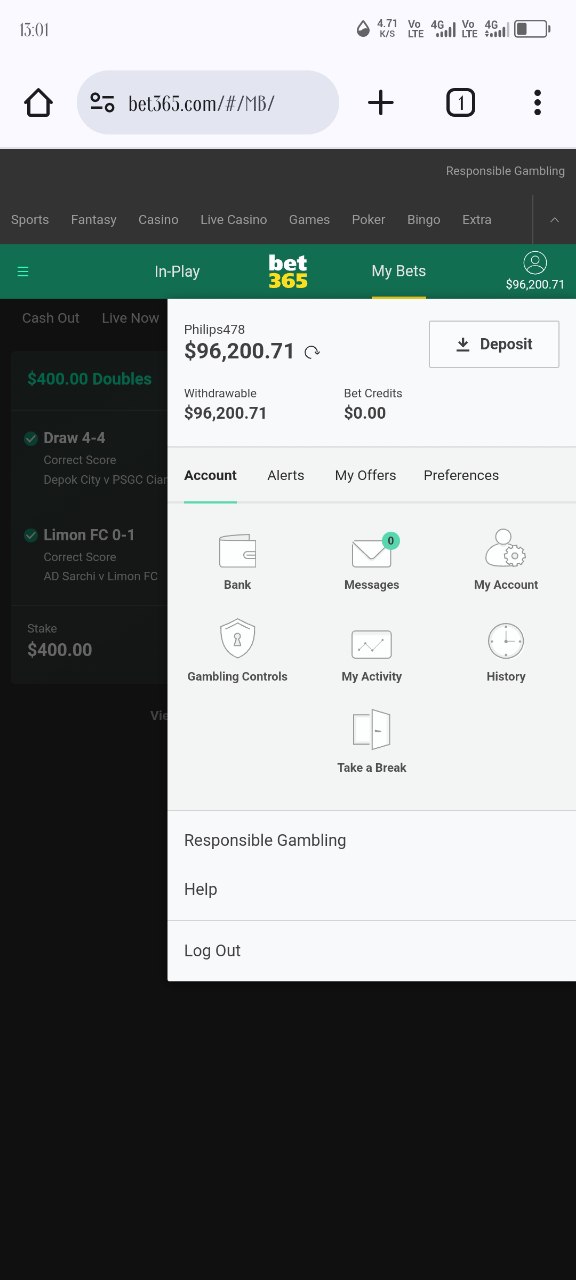 13:01
4.71 K/S Vo LTE 4G Vo LTE 4G
bet365.com/#/MB/
1
Responsible Gambling
Sports Fantasy Casino Live Casino Games Poker Bingo Extra
In-Play bet365 My Bets
$96,200.71
Cash Out Live Now
Philips478
$96,200.71
Deposit
Withdrawable Bet Credits
$96,200.71 $0.00
$400.00 Doubles
Draw 4-4
Correct Score
Depok City v PSGC Ciar
Limon FC 0-1
Correct Score
AD Sarchi v Limon FC
Stake
$400.00
Vie
Account Alerts My Offers Preferences
0
Bank Messages My Account
Gambling Controls My Activity History
Take a Break
Responsible Gambling
Help
Log Out